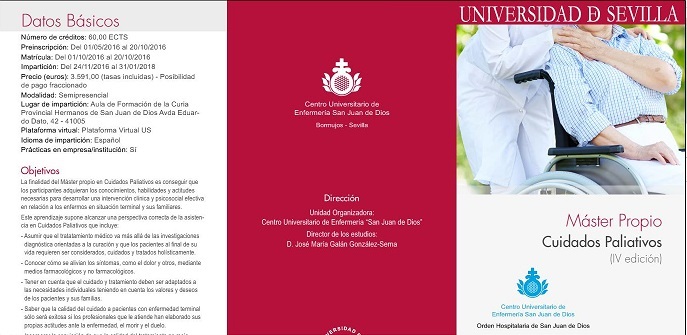 Datos Básicos
Número de créditos: 60,00 ECTS
Preinscripción: Del 01/05/2016 al 20/10/2016
Matrícula: Del 01/10/2016 al 20/10/2016
Impartición: Del 24/11/2016 al 31/01/2018
Precio (euros): 3.591,00 (tasas incluidas) - Posibilidad
de pago fraccionado
Modalidad: Semipresencial
Lugar de impartición: Aula de Formación de la Curia
Provincial Hermanos de San Juan de Dios Avda Eduar-
do Dato, 42 - 41005
Plataforma virtual: Plataforma Virtual US
Idioma de impartición: Español
Prácticas en empresa/institución: Sí
Objetivos
La finalidad del Máster propio en Cuidados Paliativos es conseguir que
los participantes adquieran los conocimientos, habilidades y actitudes
necesarias para desarrollar una intervención clínica y psicosocial efectiva
en relación a los enfermos en situación terminal y sus familiares.
Este aprendizaje supone alcanzar una perspectiva correcta de la asisten-
cia en Cuidados Paliativos que incluye:
- Asumir que el tratatamiento médico va más allá de las investigaciones
diagnóstica orientadas a la curación y que los pacientes al final de su
vida requieren ser considerados, cuidados y tratados holísticamente.
- Conocer cómo se alivian los síntomas, como el dolor y otros, mediante
medios farmacológicos y no farmacológicos.
- Tener en cuenta que el cuidado y tratamiento deben ser adaptados a
las necesidades individuales teniendo en cuenta los valores y deseos
de los pacientes y sus familias.
- Saber que la calidad del cuidado a pacientes con enfermedad terminal
sólo será exitosa si los profesionales que le atiende han elaborado sus
propias actitudes ante la enfermedad, el morir y el duelo.
Centro Universitario de
Enfermería San Juan de Dios
Bormujos - Sevilla
Dirección
Unidad Organizadora:
Centro Universitario de Enfermería "San Juan de Dios"
Director de los estudios:
D. José María Galán González-Serna
UNIVERSIDAD Đ SEVILLA
Máster Propio
Cuidados Paliativos
(IV edición)
Centro Universitario de
Enfermería San Juan de Dios
Orden Hospitalaria de San Juan de Dios